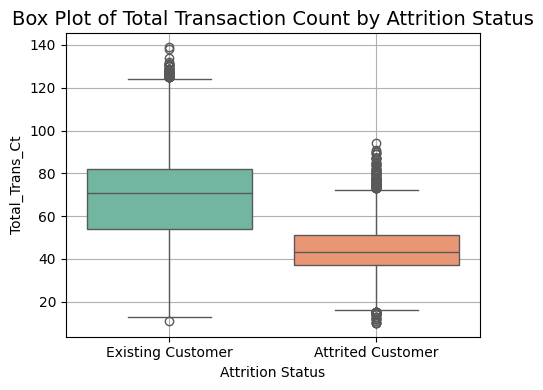 Box Plot of Total Transaction Count by Attrition Status
Total_Trans_Ct
140
120
100
80
60
40
20
Existing Customer
Attrited Customer
Attrition Status